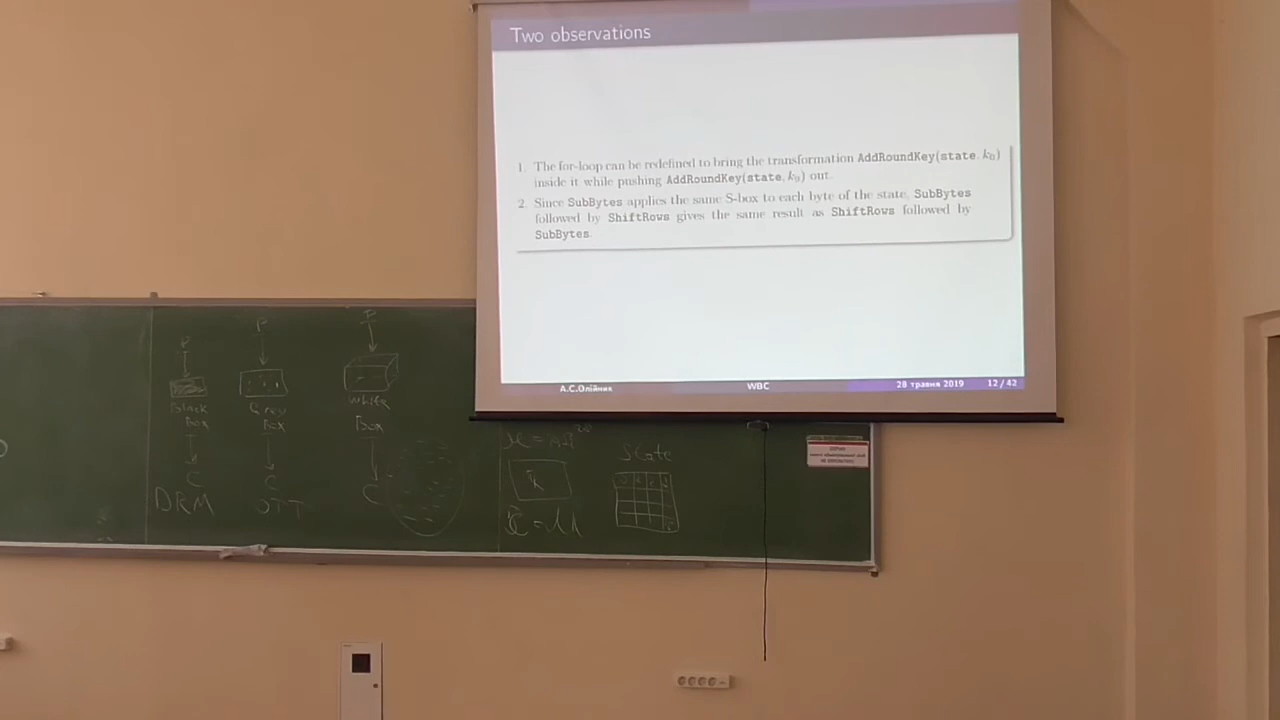 Two observations
1. The for-loop can be redefined to bring the transformation AddRoundKey(state, k₀)
inside it while pushing AddRoundKey(state, k₉) out.
2. Since SubBytes applies the same S-box to each byte of the state, SubBytes
followed by ShiftRows gives the same result as ShiftRows followed by
SubBytes.
А.С.Олійник WBC 28 травня 2019 12 / 42
P P P
Black Grey White
Box Box Box
C C C
DRM OTT
State